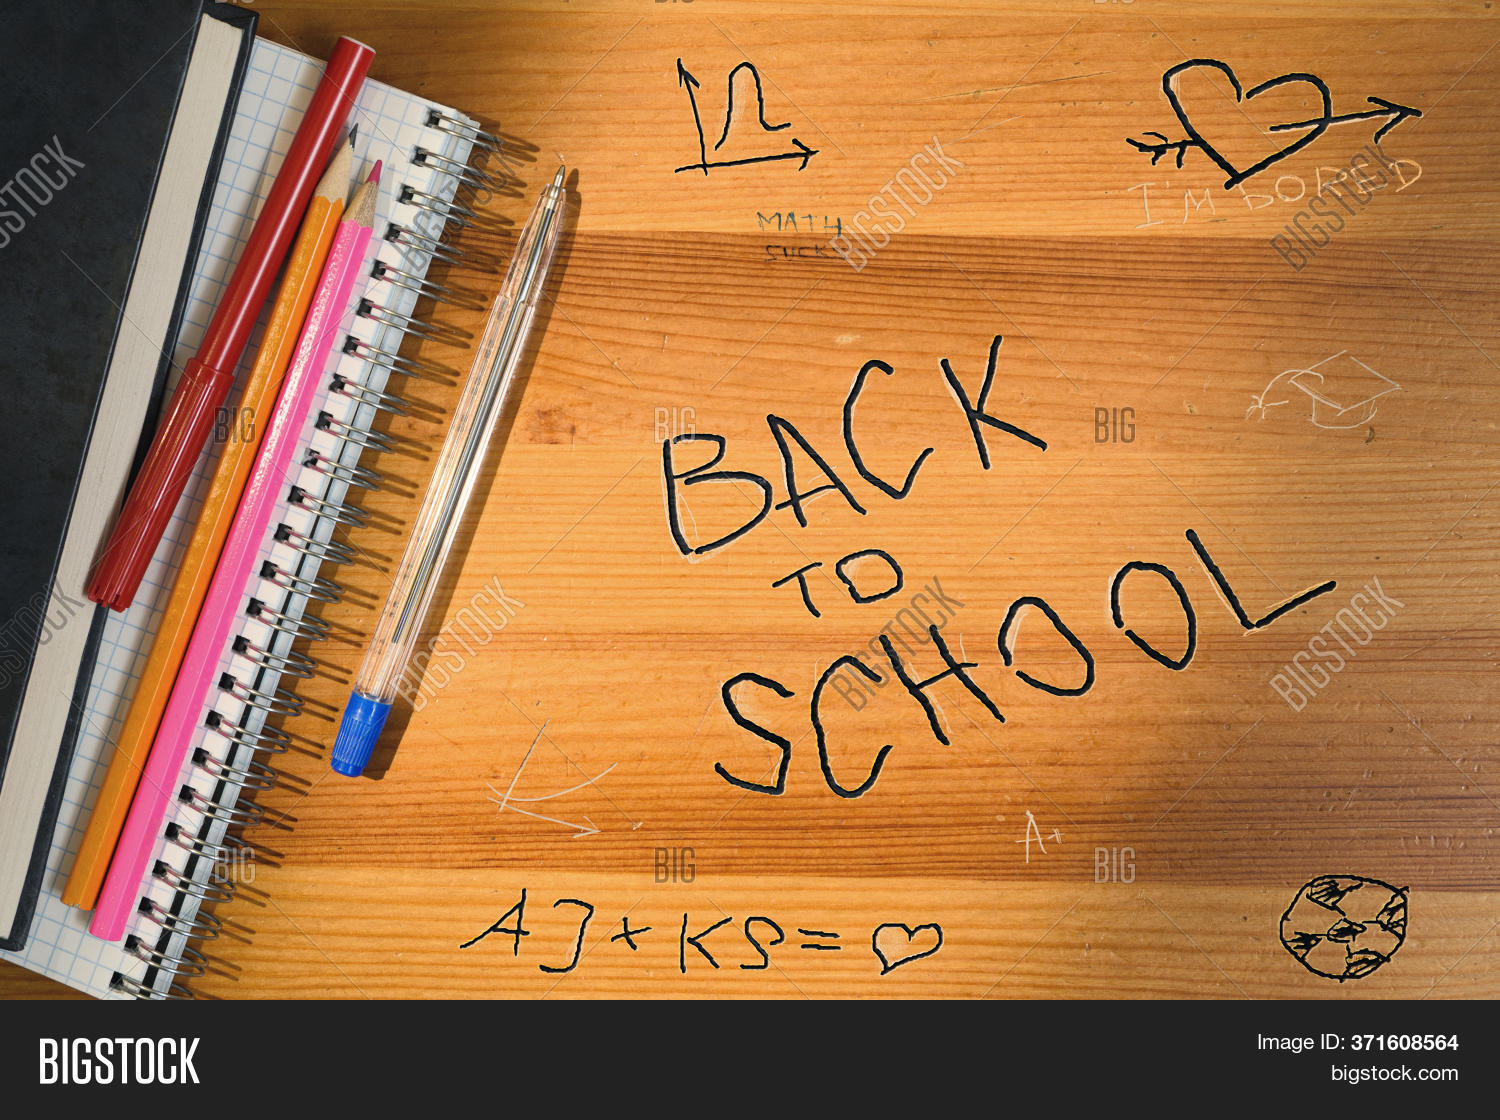 I'M BORED
MATH
SUCKS
BACK
TO
SCHOOL
A+
AJ + KS =
BIGSTOCK
Image ID: 371608564
bigstock.com